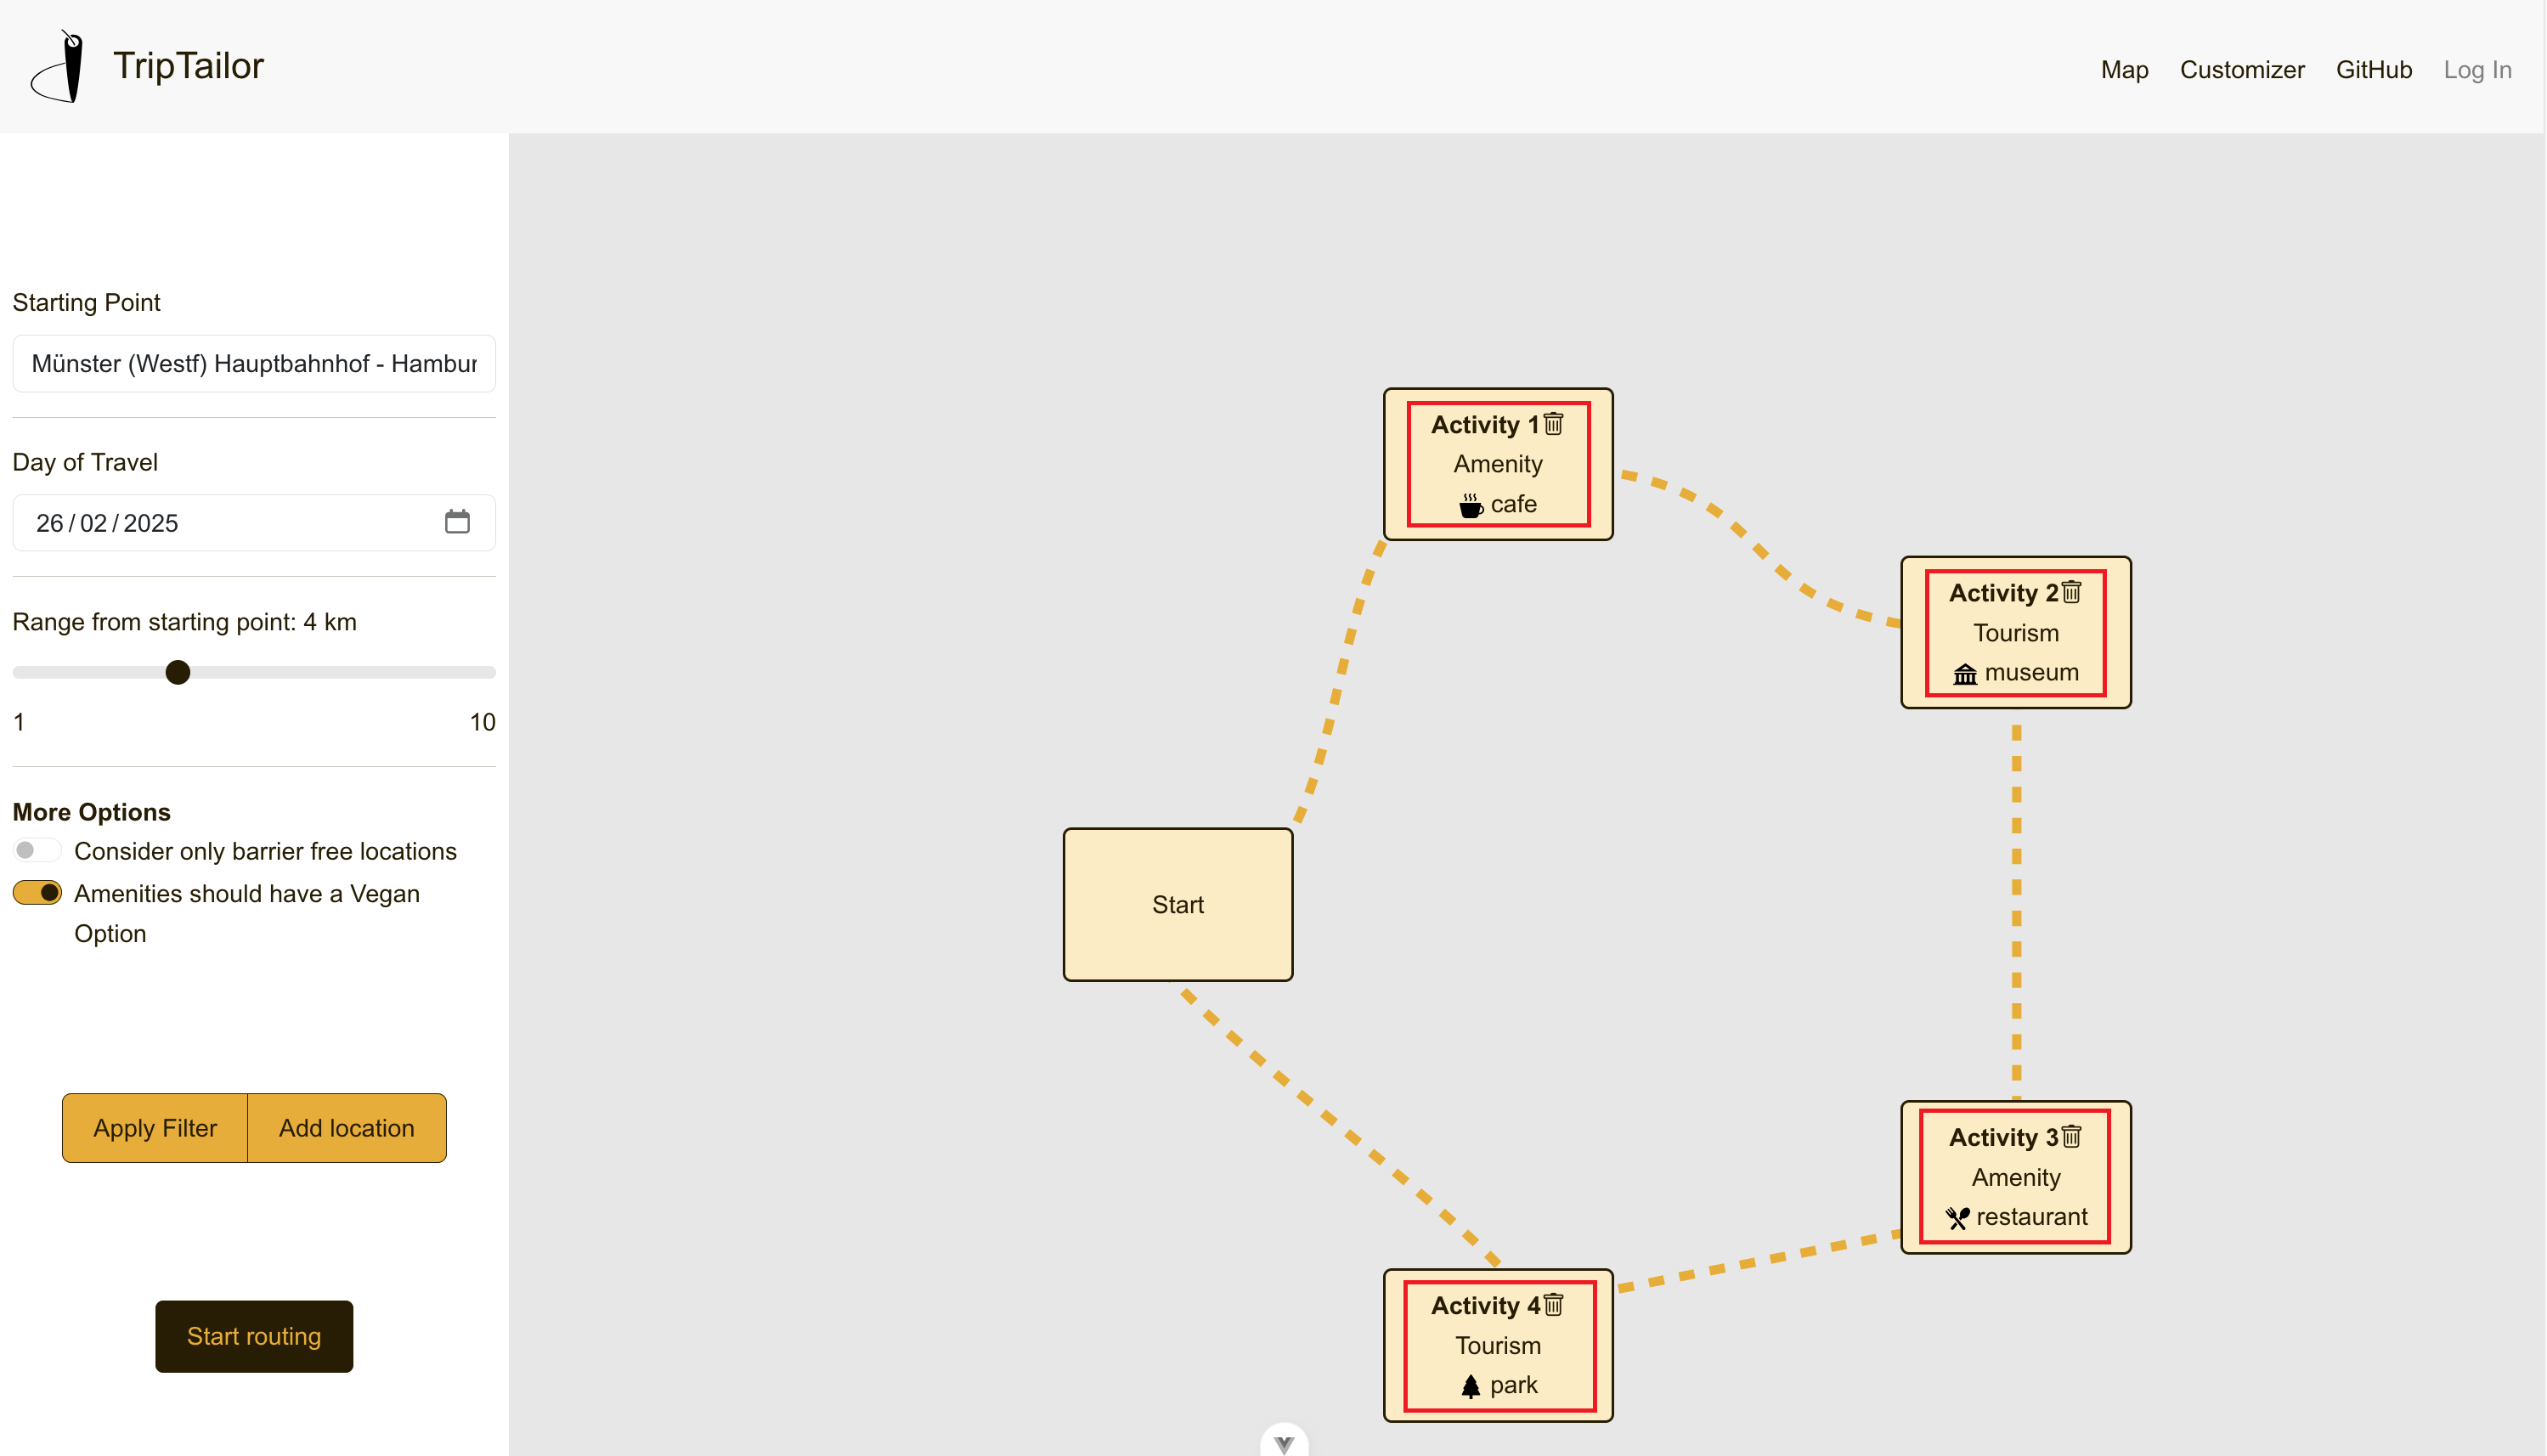 TripTailor
Map Customizer GitHub Log In
Starting Point
Münster (Westf) Hauptbahnhof - Hambur
Day of Travel
26/02/2025
Range from starting point: 4 km
1 10
More Options
Consider only barrier free locations
Amenities should have a Vegan
Option
Apply Filter Add location
Start routing
Activity 1
Amenity
cafe
Activity 2
Tourism
museum
Start
Activity 3
Amenity
restaurant
Activity 4
Tourism
park